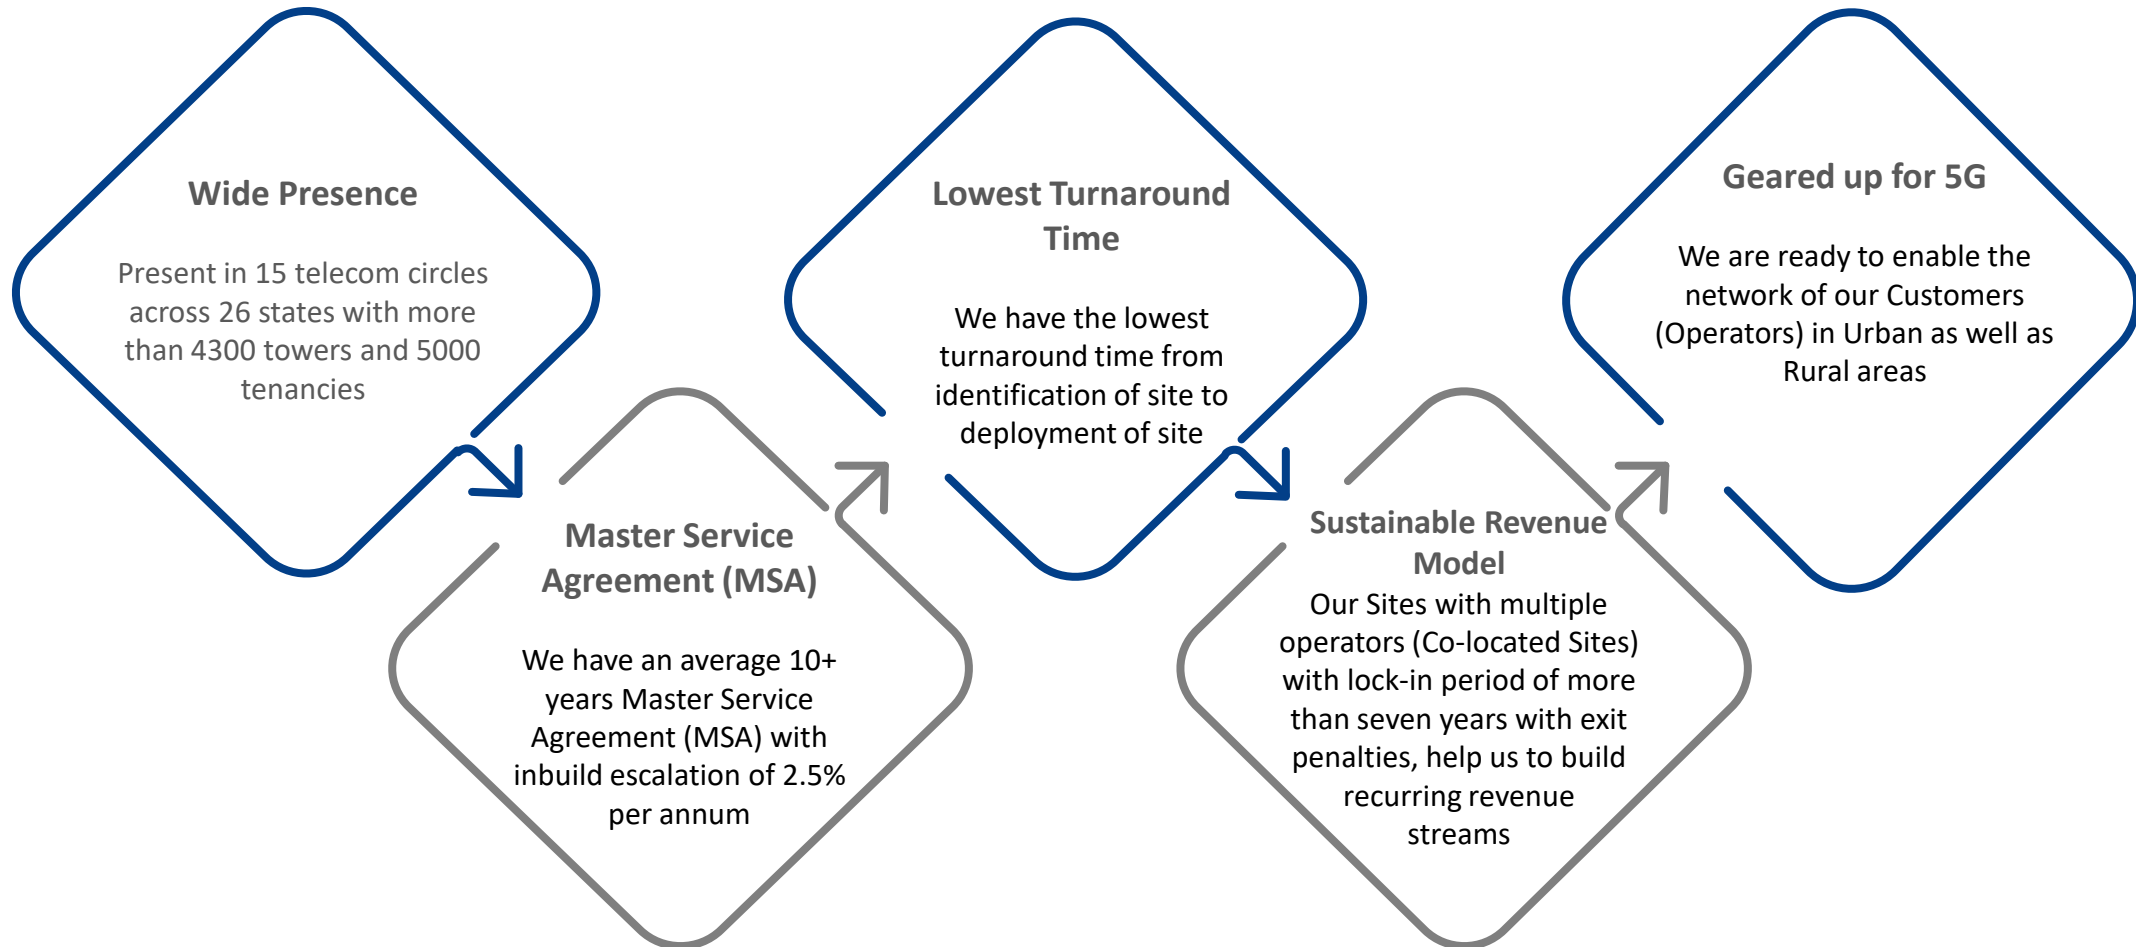 Wide Presence
Present in 15 telecom circles
across 26 states with more
than 4300 towers and 5000
tenancies
Master Service
Agreement (MSA)
We have an average 10+
years Master Service
Agreement (MSA) with
inbuild escalation of 2.5%
per annum
Lowest Turnaround
Time
We have the lowest
turnaround time from
identification of site to
deployment of site
Sustainable Revenue
Model
Our Sites with multiple
operators (Co-located Sites)
with lock-in period of more
than seven years with exit
penalties, help us to build
recurring revenue
streams
Geared up for 5G
We are ready to enable the
network of our Customers
(Operators) in Urban as well as
Rural areas